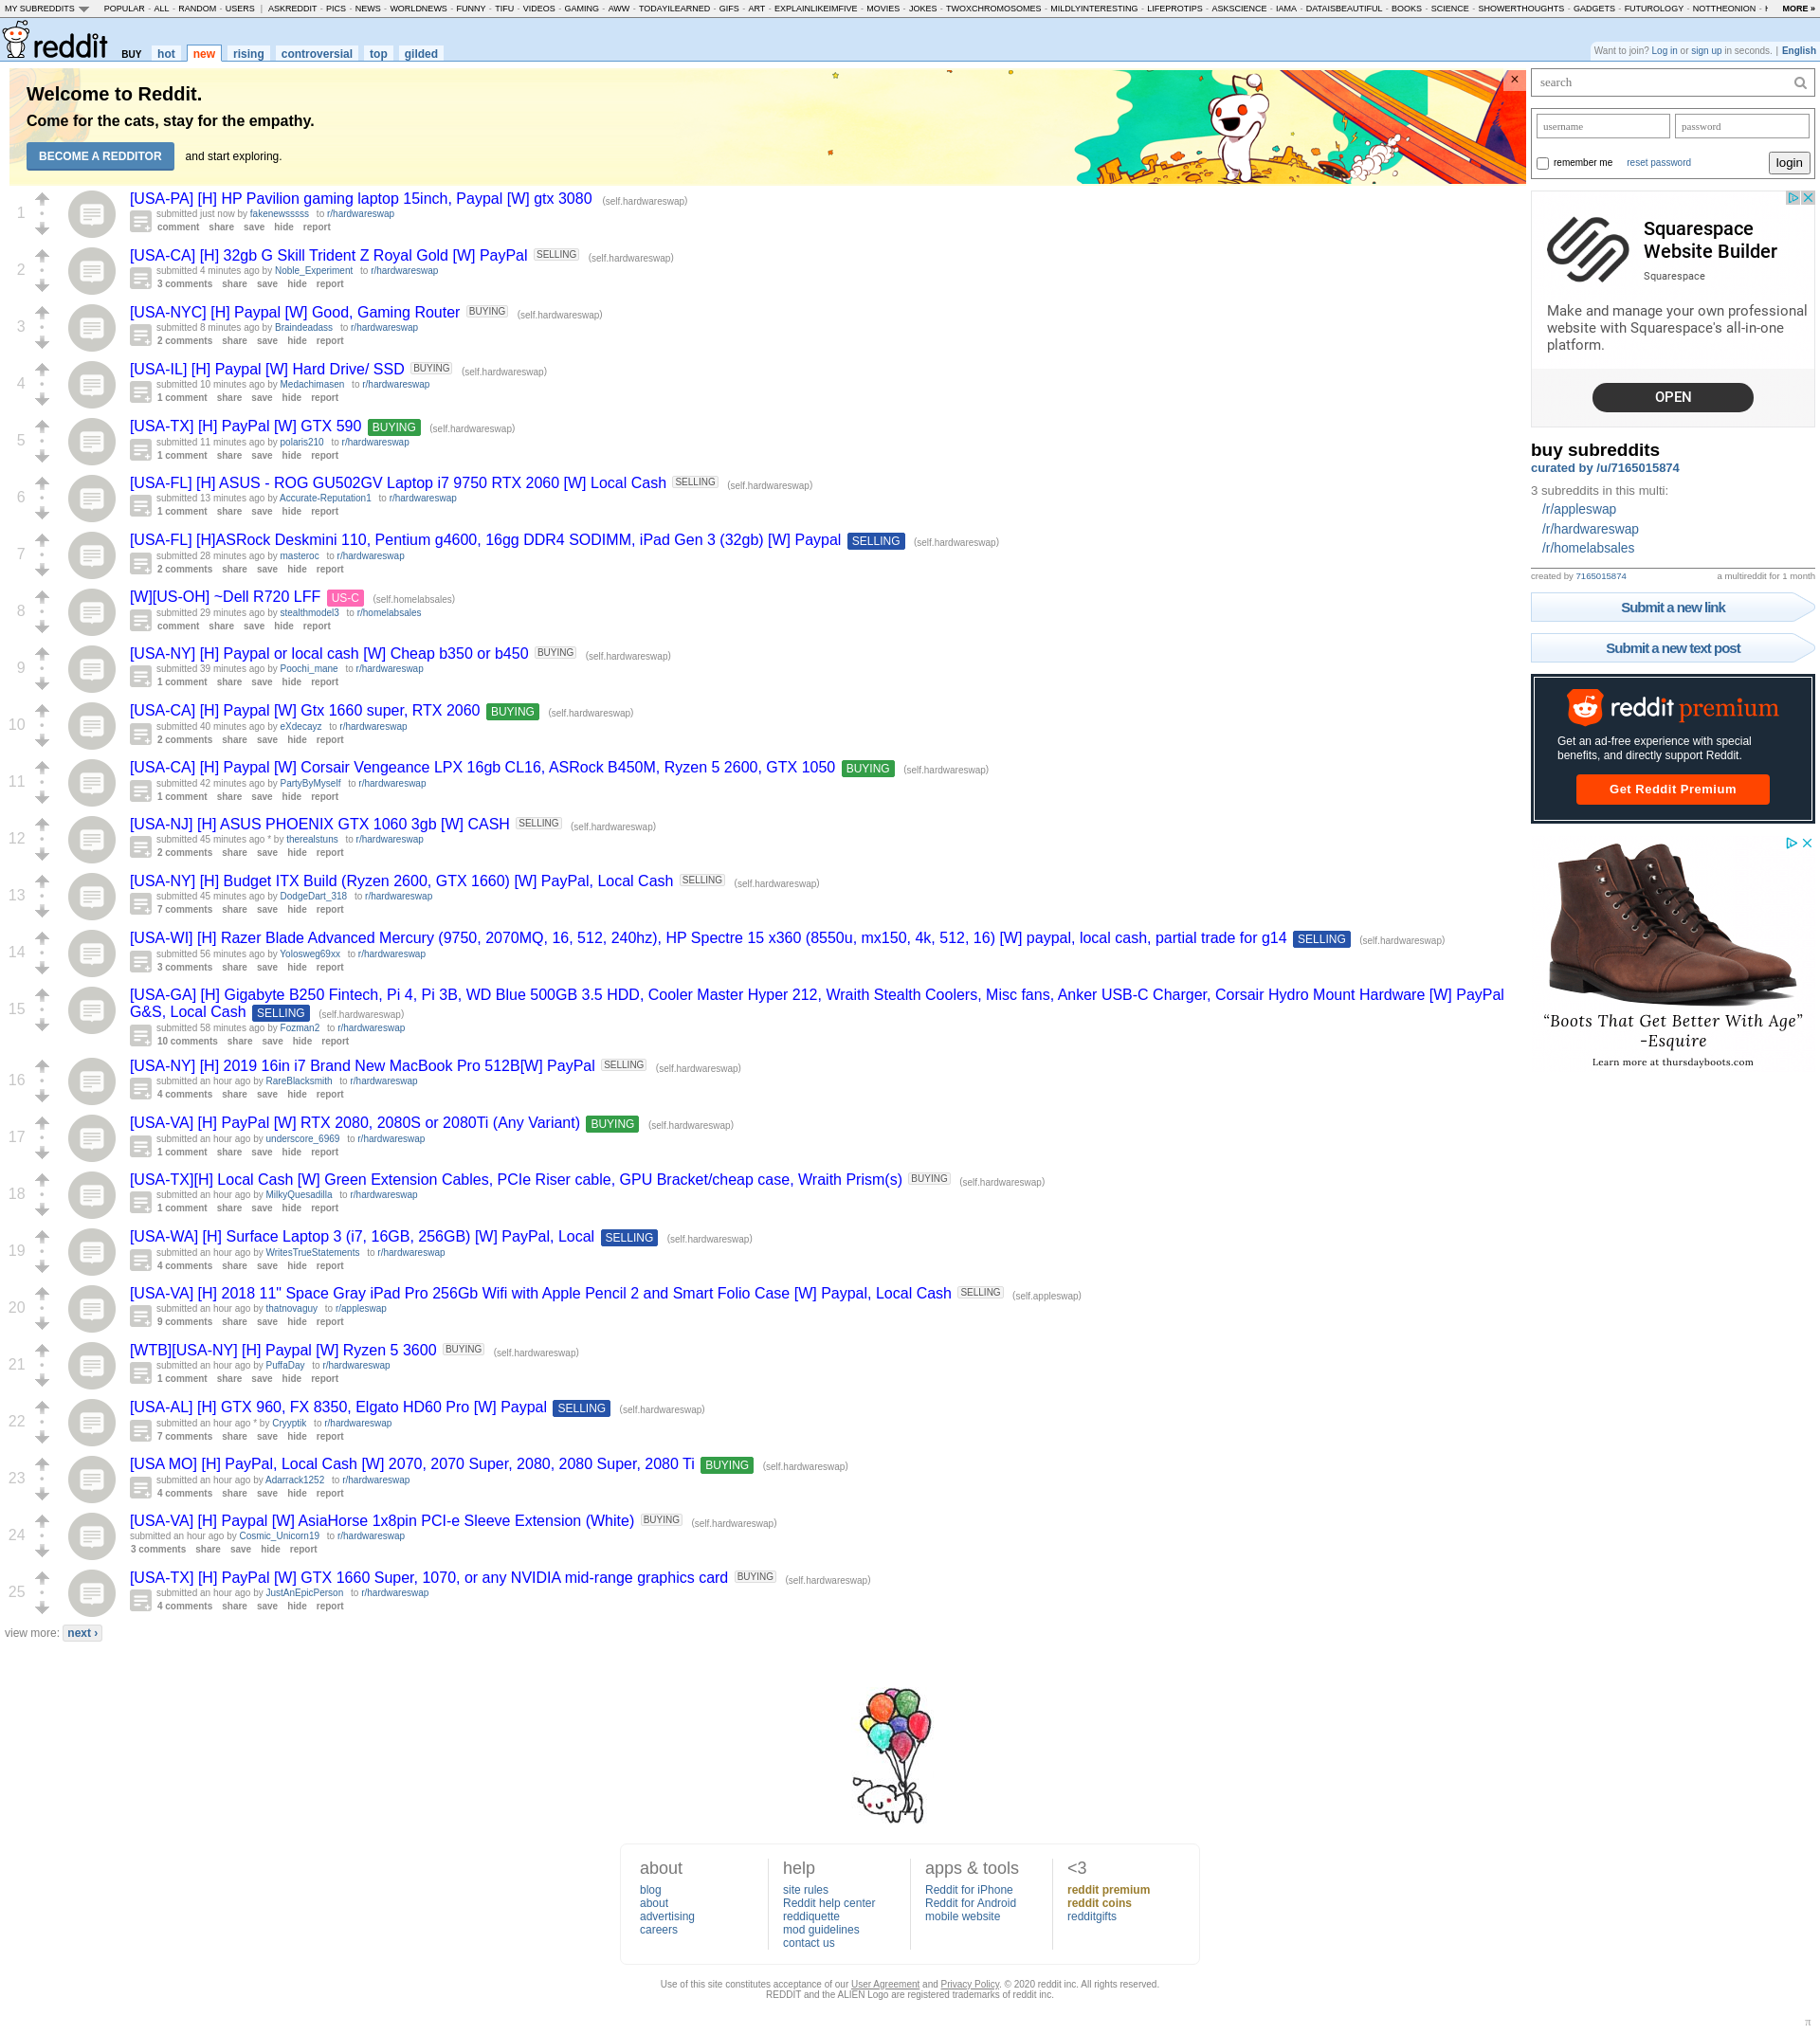 MY SUBREDDITS POPULAR - ALL - RANDOM - USERS | ASKREDDIT - PICS - NEWS - WORLDNEWS - FUNNY - TIFU - VIDEOS - GAMING - AWW - TODAYILEARNED - GIFS - ART - EXPLAINLIKEIMFIVE - MOVIES - JOKES - TWOXCHROMOSOMES - MILDLYINTERESTING - LIFEPROTIPS - ASKSCIENCE - IAMA - DATAISBEAUTIFUL - BOOKS - SCIENCE - SHOWERTHOUGHTS - GADGETS - FUTUROLOGY - NOTTHEONION - MORE »
reddit BUY hot new rising controversial top gilded
Want to join? Log in or sign up in seconds. | English
Welcome to Reddit.
Come for the cats, stay for the empathy.
BECOME A REDDITOR and start exploring.
×
1
[USA-PA] [H] HP Pavilion gaming laptop 15inch, Paypal [W] gtx 3080 (self.hardwareswap)
submitted just now by fakenewsssss to r/hardwareswap
comment share save hide report
2
[USA-CA] [H] 32gb G Skill Trident Z Royal Gold [W] PayPal SELLING (self.hardwareswap)
submitted 4 minutes ago by Noble_Experiment to r/hardwareswap
3 comments share save hide report
3
[USA-NYC] [H] Paypal [W] Good, Gaming Router BUYING (self.hardwareswap)
submitted 8 minutes ago by Braindeadass to r/hardwareswap
2 comments share save hide report
4
[USA-IL] [H] Paypal [W] Hard Drive/ SSD BUYING (self.hardwareswap)
submitted 10 minutes ago by Medachimasen to r/hardwareswap
1 comment share save hide report
5
[USA-TX] [H] PayPal [W] GTX 590 BUYING (self.hardwareswap)
submitted 11 minutes ago by polaris210 to r/hardwareswap
1 comment share save hide report
6
[USA-FL] [H] ASUS - ROG GU502GV Laptop i7 9750 RTX 2060 [W] Local Cash SELLING (self.hardwareswap)
submitted 13 minutes ago by Accurate-Reputation1 to r/hardwareswap
1 comment share save hide report
7
[USA-FL] [H]ASRock Deskmini 110, Pentium g4600, 16gg DDR4 SODIMM, iPad Gen 3 (32gb) [W] Paypal SELLING (self.hardwareswap)
submitted 28 minutes ago by masteroc to r/hardwareswap
2 comments share save hide report
8
[W][US-OH] ~Dell R720 LFF US-C (self.homelabsales)
submitted 29 minutes ago by stealthmodel3 to r/homelabsales
comment share save hide report
9
[USA-NY] [H] Paypal or local cash [W] Cheap b350 or b450 BUYING (self.hardwareswap)
submitted 39 minutes ago by Poochi_mane to r/hardwareswap
1 comment share save hide report
10
[USA-CA] [H] Paypal [W] Gtx 1660 super, RTX 2060 BUYING (self.hardwareswap)
submitted 40 minutes ago by eXdecayz to r/hardwareswap
2 comments share save hide report
11
[USA-CA] [H] Paypal [W] Corsair Vengeance LPX 16gb CL16, ASRock B450M, Ryzen 5 2600, GTX 1050 BUYING (self.hardwareswap)
submitted 42 minutes ago by PartyByMyself to r/hardwareswap
1 comment share save hide report
12
[USA-NJ] [H] ASUS PHOENIX GTX 1060 3gb [W] CASH SELLING (self.hardwareswap)
submitted 45 minutes ago * by therealstuns to r/hardwareswap
2 comments share save hide report
13
[USA-NY] [H] Budget ITX Build (Ryzen 2600, GTX 1660) [W] PayPal, Local Cash SELLING (self.hardwareswap)
submitted 45 minutes ago by DodgeDart_318 to r/hardwareswap
7 comments share save hide report
14
[USA-WI] [H] Razer Blade Advanced Mercury (9750, 2070MQ, 16, 512, 240hz), HP Spectre 15 x360 (8550u, mx150, 4k, 512, 16) [W] paypal, local cash, partial trade for g14 SELLING (self.hardwareswap)
submitted 56 minutes ago by Yolosweg69xx to r/hardwareswap
3 comments share save hide report
15
[USA-GA] [H] Gigabyte B250 Fintech, Pi 4, Pi 3B, WD Blue 500GB 3.5 HDD, Cooler Master Hyper 212, Wraith Stealth Coolers, Misc fans, Anker USB-C Charger, Corsair Hydro Mount Hardware [W] PayPal
G&S, Local Cash SELLING (self.hardwareswap)
submitted 58 minutes ago by Fozman2 to r/hardwareswap
10 comments share save hide report
16
[USA-NY] [H] 2019 16in i7 Brand New MacBook Pro 512B[W] PayPal SELLING (self.hardwareswap)
submitted an hour ago by RareBlacksmith to r/hardwareswap
4 comments share save hide report
17
[USA-VA] [H] PayPal [W] RTX 2080, 2080S or 2080Ti (Any Variant) BUYING (self.hardwareswap)
submitted an hour ago by underscore_6969 to r/hardwareswap
1 comment share save hide report
18
[USA-TX][H] Local Cash [W] Green Extension Cables, PCIe Riser cable, GPU Bracket/cheap case, Wraith Prism(s) BUYING (self.hardwareswap)
submitted an hour ago by MilkyQuesadilla to r/hardwareswap
1 comment share save hide report
19
[USA-WA] [H] Surface Laptop 3 (i7, 16GB, 256GB) [W] PayPal, Local SELLING (self.hardwareswap)
submitted an hour ago by WritesTrueStatements to r/hardwareswap
4 comments share save hide report
20
[USA-VA] [H] 2018 11" Space Gray iPad Pro 256Gb Wifi with Apple Pencil 2 and Smart Folio Case [W] Paypal, Local Cash SELLING (self.appleswap)
submitted an hour ago by thatnovaguy to r/appleswap
9 comments share save hide report
21
[WTB][USA-NY] [H] Paypal [W] Ryzen 5 3600 BUYING (self.hardwareswap)
submitted an hour ago by PuffaDay to r/hardwareswap
1 comment share save hide report
22
[USA-AL] [H] GTX 960, FX 8350, Elgato HD60 Pro [W] Paypal SELLING (self.hardwareswap)
submitted an hour ago * by Cryyptik to r/hardwareswap
7 comments share save hide report
23
[USA MO] [H] PayPal, Local Cash [W] 2070, 2070 Super, 2080, 2080 Super, 2080 Ti BUYING (self.hardwareswap)
submitted an hour ago by Adarrack1252 to r/hardwareswap
4 comments share save hide report
24
[USA-VA] [H] Paypal [W] AsiaHorse 1x8pin PCI-e Sleeve Extension (White) BUYING (self.hardwareswap)
submitted an hour ago by Cosmic_Unicorn19 to r/hardwareswap
3 comments share save hide report
25
[USA-TX] [H] PayPal [W] GTX 1660 Super, 1070, or any NVIDIA mid-range graphics card BUYING (self.hardwareswap)
submitted an hour ago by JustAnEpicPerson to r/hardwareswap
4 comments share save hide report
view more: next ›
search
username password
remember me reset password login
Squarespace
Website Builder
Squarespace
Make and manage your own professional
website with Squarespace's all-in-one
platform.
OPEN
buy subreddits
curated by /u/7165015874
3 subreddits in this multi:
/r/appleswap
/r/hardwareswap
/r/homelabsales
created by 7165015874 a multireddit for 1 month
Submit a new link
Submit a new text post
reddit premium
Get an ad-free experience with special
benefits, and directly support Reddit.
Get Reddit Premium
“Boots That Get Better With Age”
-Esquire
Learn more at thursdayboots.com
about
blog
about
advertising
careers
help
site rules
Reddit help center
reddiquette
mod guidelines
contact us
apps & tools
Reddit for iPhone
Reddit for Android
mobile website
<3
reddit premium
reddit coins
redditgifts
Use of this site constitutes acceptance of our User Agreement and Privacy Policy. © 2020 reddit inc. All rights reserved.
REDDIT and the ALIEN Logo are registered trademarks of reddit inc.
π